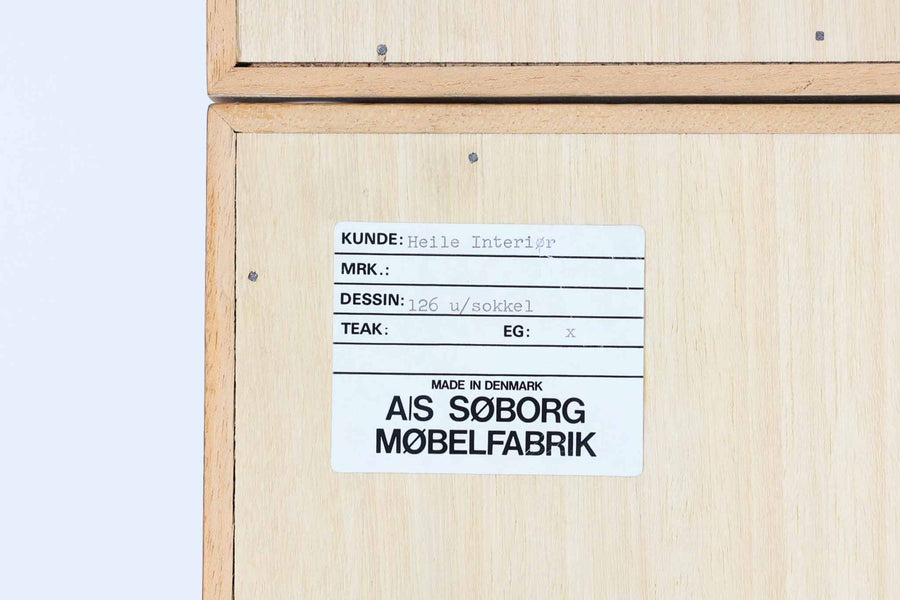 KUNDE: Heile Interiør
MRK.:
DESSIN: 126 u/sokkel
TEAK: EG: x
MADE IN DENMARK
A/S SØBORG
MØBELFABRIK